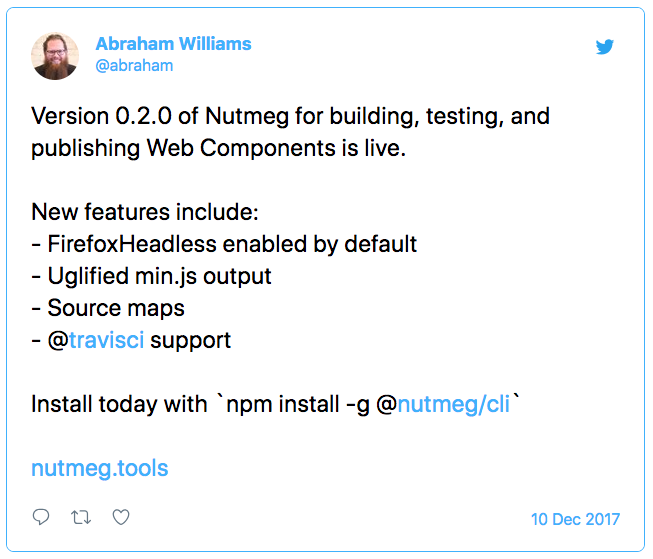 Abraham Williams
@abraham
Version 0.2.0 of Nutmeg for building, testing, and
publishing Web Components is live.
New features include:
- FirefoxHeadless enabled by default
- Uglified min.js output
- Source maps
- @travisci support
Install today with `npm install -g @nutmeg/cli`
nutmeg.tools
10 Dec 2017